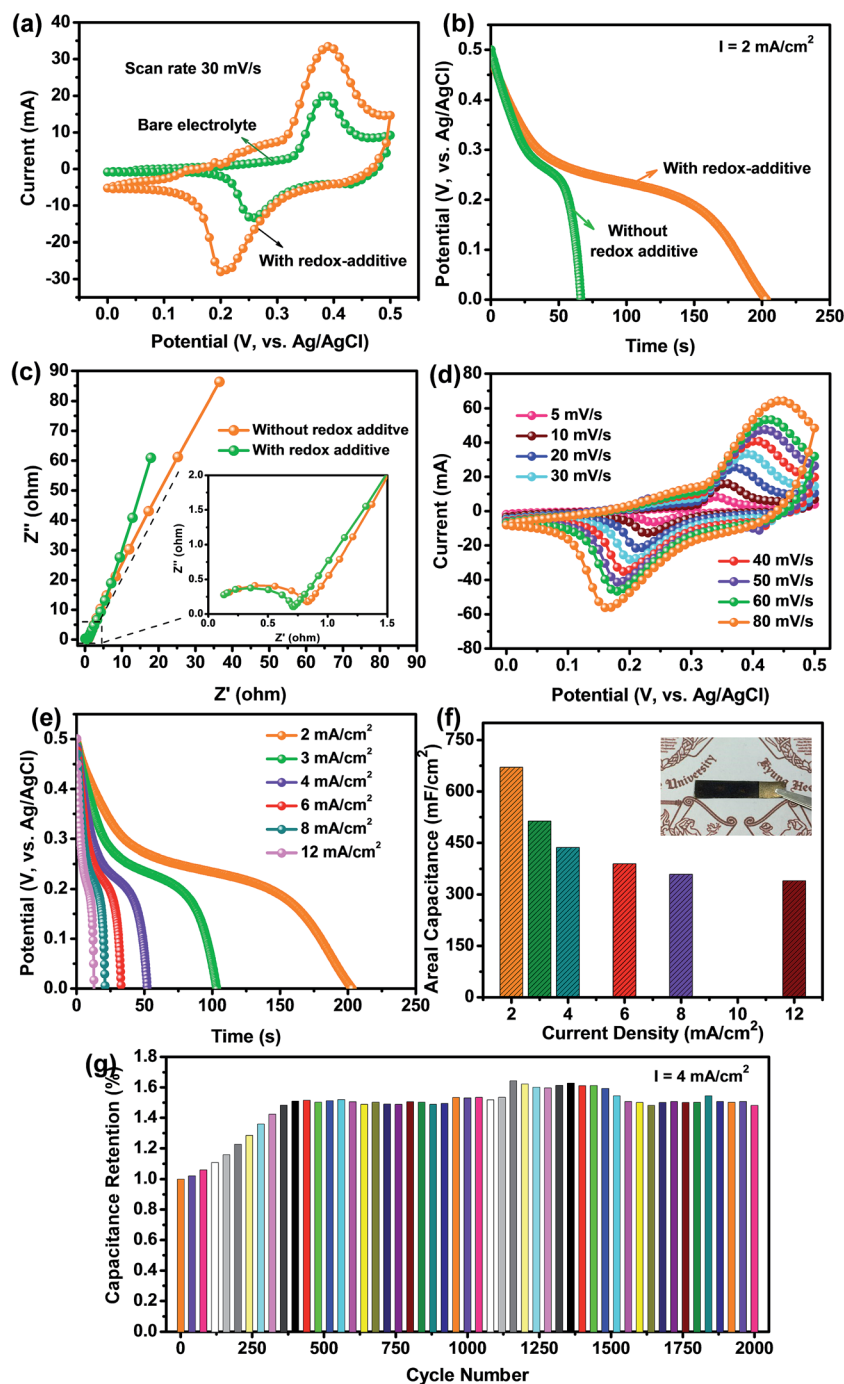 (a)
40
30
20
10
0
-10
-20
-30
Current (mA)
Scan rate 30 mV/s
Bare electrolyte
With redox-additive
0.0 0.1 0.2 0.3 0.4 0.5
Potential (V, vs. Ag/AgCl)
(b)
I = 2 mA/cm²
0.5
0.4
0.3
0.2
0.1
0.0
Potential (V, vs. Ag/AgCl)
With redox-additive
Without
redox additive
0 50 100 150 200 250
Time (s)
(c)
90
80
70
60
50
40
30
20
10
0
Z'' (ohm)
Without redox additve
With redox additive
2.0
1.5
1.0
0.5
0.0
Z'' (ohm)
0.0 0.5 1.0 1.5
Z' (ohm)
0 10 20 30 40 50 60 70 80 90
Z' (ohm)
(d)
80
60
40
20
0
-20
-40
-60
-80
Current (mA)
5 mV/s
10 mV/s
20 mV/s
30 mV/s
40 mV/s
50 mV/s
60 mV/s
80 mV/s
0.0 0.1 0.2 0.3 0.4 0.5
Potential (V, vs. Ag/AgCl)
(e)
0.5
0.4
0.3
0.2
0.1
0.0
Potential (V, vs. Ag/AgCl)
2 mA/cm²
3 mA/cm²
4 mA/cm²
6 mA/cm²
8 mA/cm²
12 mA/cm²
0 50 100 150 200 250
Time (s)
(f)
750
600
450
300
150
0
Areal Capacitance (mF/cm²)
University
Kyung Hee
2 4 6 8 10 12
Current Density (mA/cm²)
(g)
1.8
1.6
1.4
1.2
1.0
0.8
0.6
0.4
0.2
0.0
Capacitance Retention (%)
I = 4 mA/cm²
0 250 500 750 1000 1250 1500 1750 2000
Cycle Number